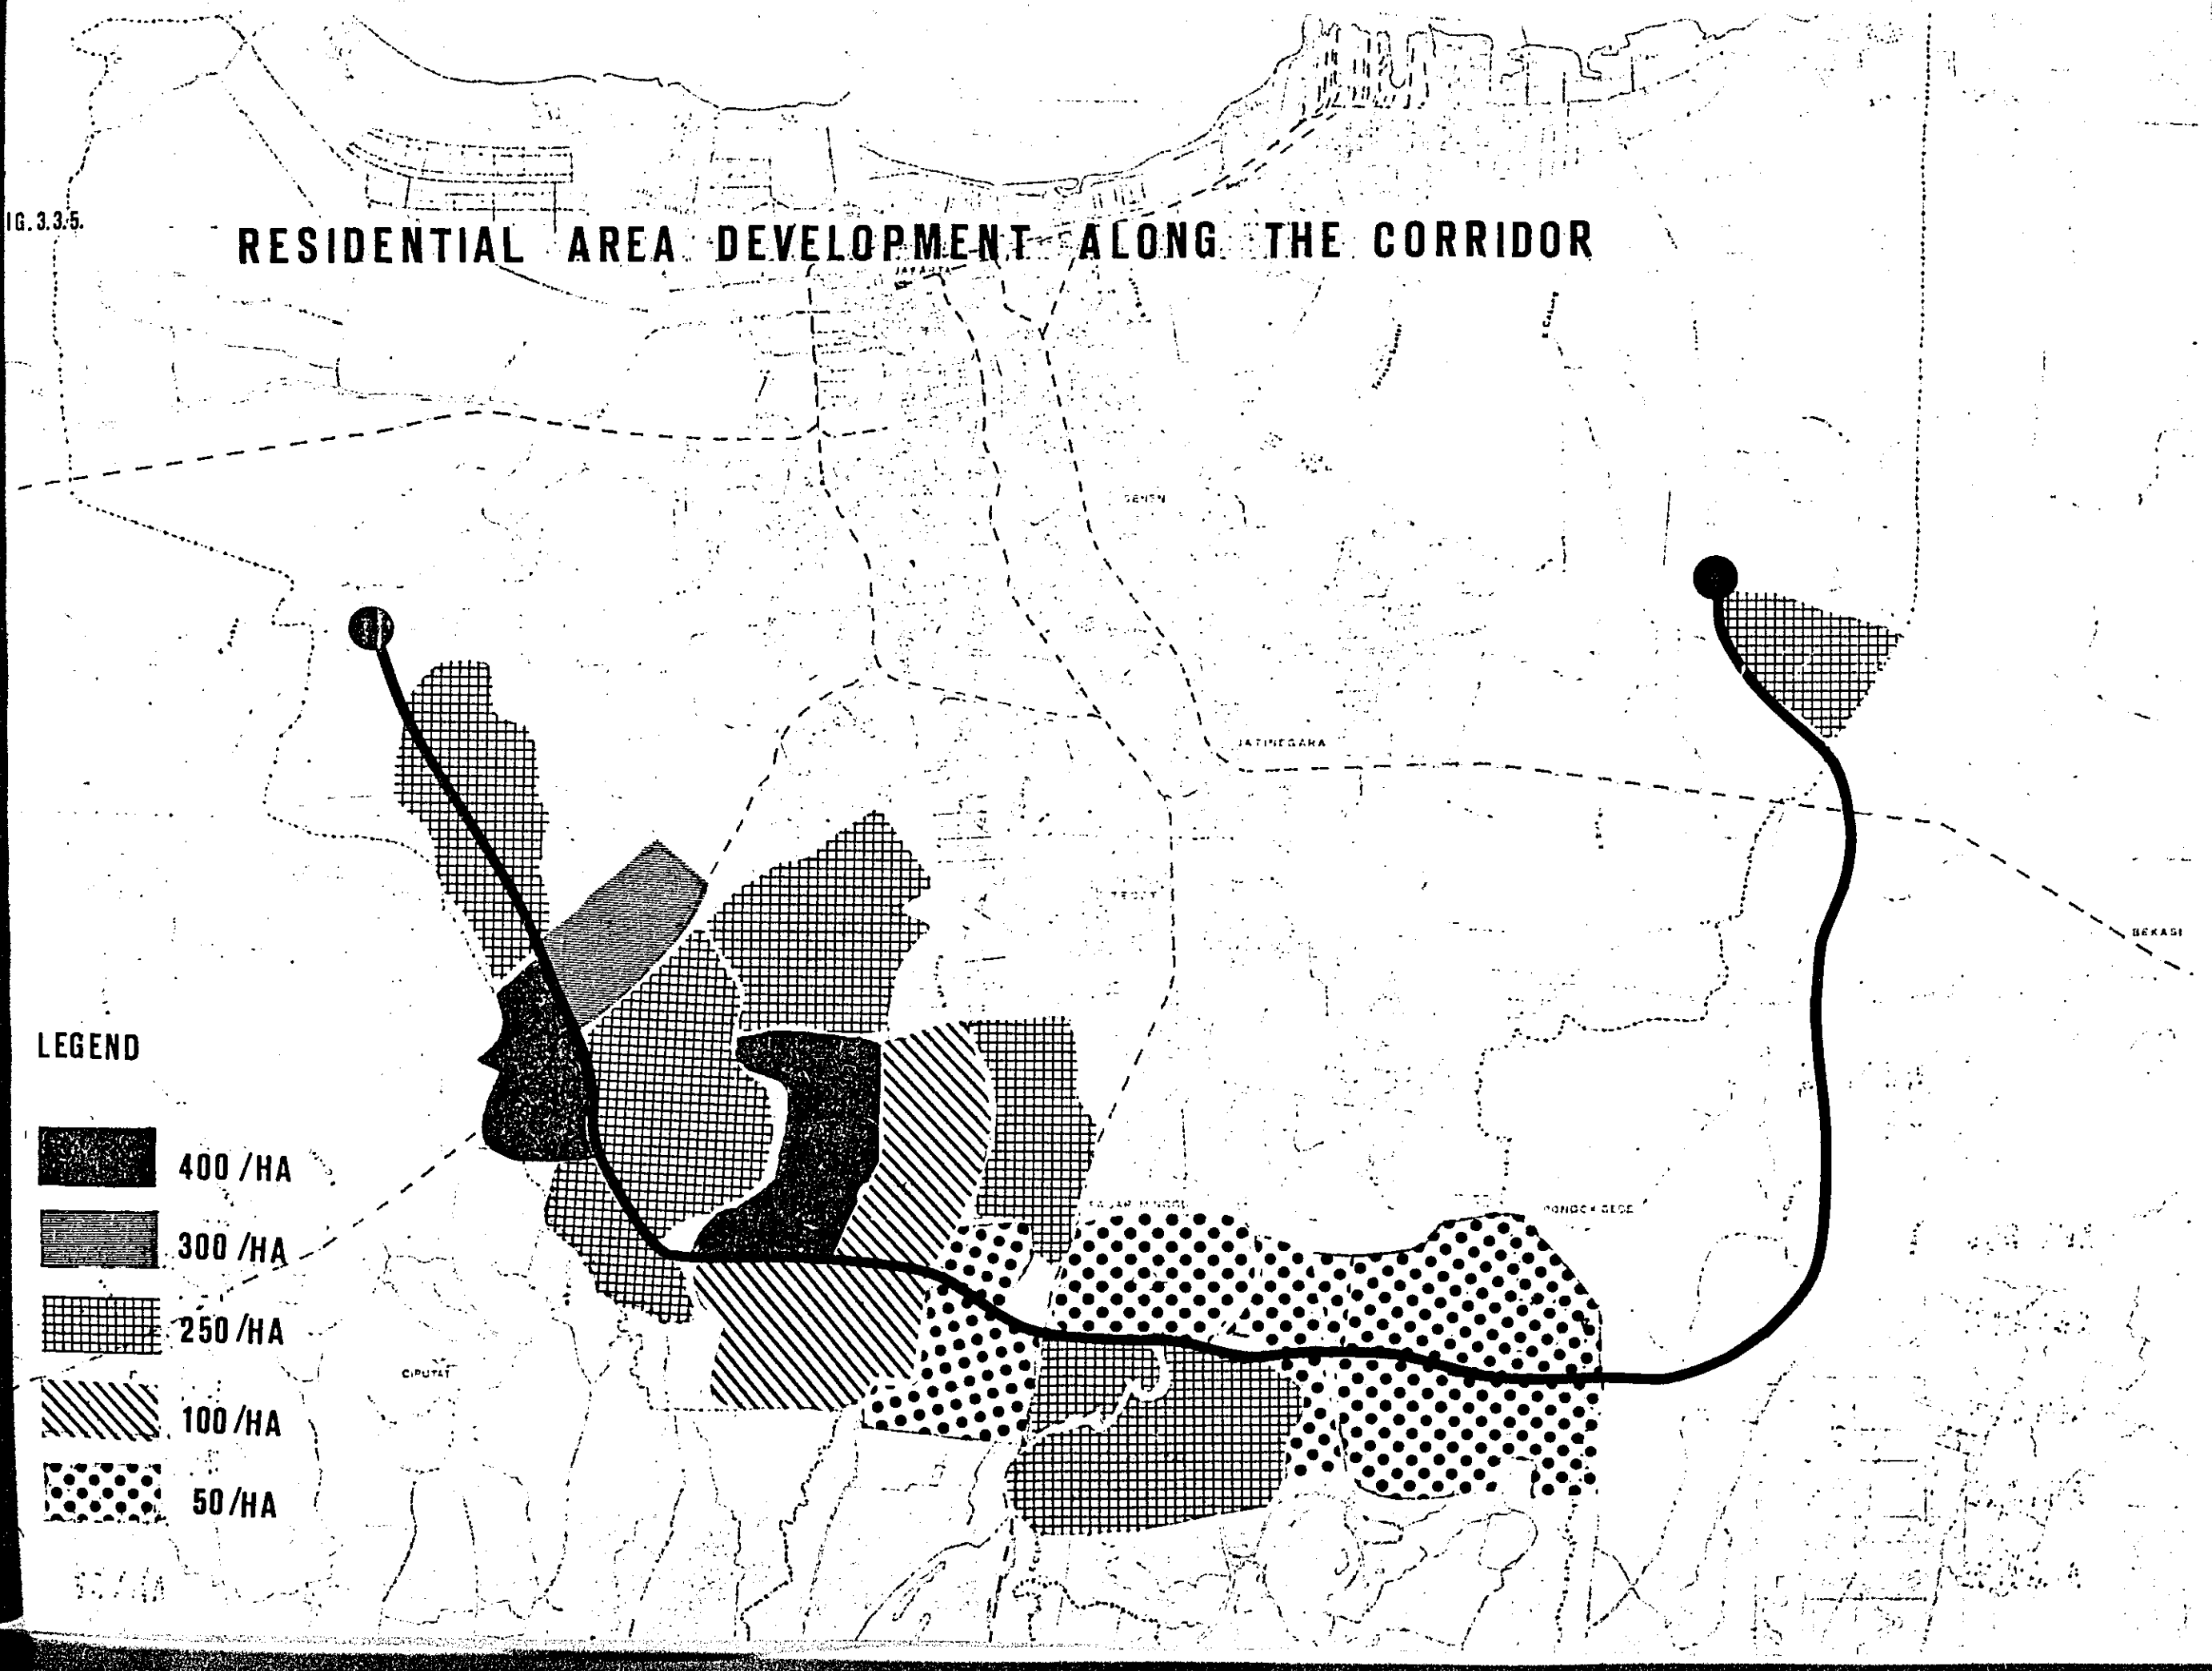 IG. 3.3.5.
RESIDENTIAL AREA DEVELOPMENT ALONG THE CORRIDOR
JAKARTA
SENEN
JATINEGARA
BEKASI
PONDOK GEDE
CIPUTAT
LEGEND
400 /HA
300 /HA
250 /HA
100 /HA
50 /HA